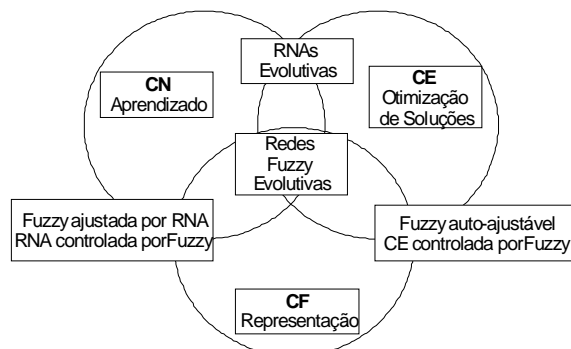 RNAs
Evolutivas
CN
Aprendizado
CE
Otimização
de Soluções
Redes
Fuzzy
Evolutivas
Fuzzy ajustada por RNA
RNA controlada porFuzzy
Fuzzy auto-ajustável
CE controlada porFuzzy
CF
Representação